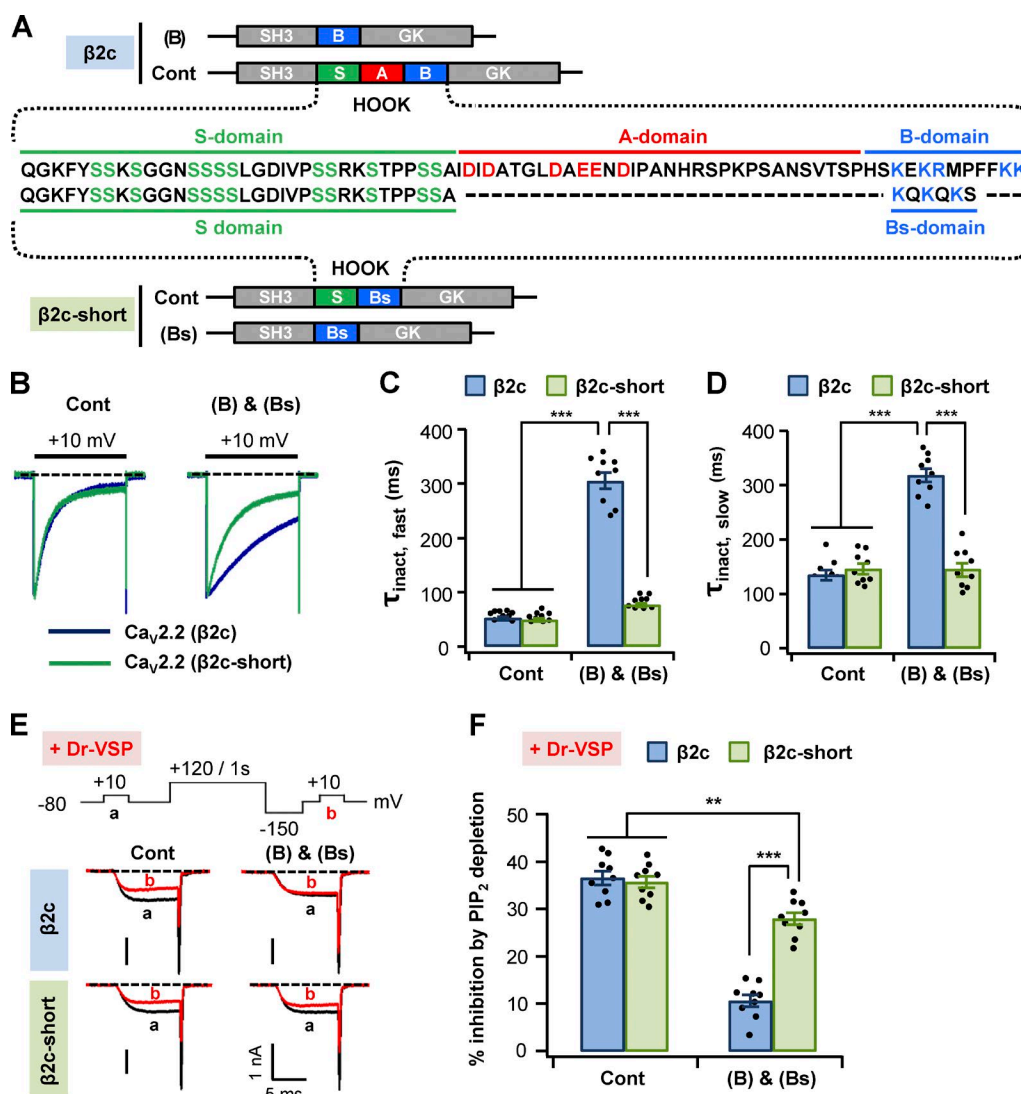 A
β2c
(B)
SH3 B GK
Cont
SH3 S A B GK
HOOK
S-domain A-domain B-domain
QGKFYSSKSGGNSSSSLGDIVPSSRKSTPPSSAIDIDATGLDAEENDIPANHRSPKPSANSVTSPHSKEKRMPFFKK
QGKFYSSKSGGNSSSSLGDIVPSSRKSTPPSSA KQKQKS
S domain Bs-domain
HOOK
β2c-short
Cont
SH3 S Bs GK
(Bs)
SH3 Bs GK
B
Cont (B) & (Bs)
+10 mV +10 mV
CaV2.2 (β2c)
CaV2.2 (β2c-short)
C
β2c β2c-short
*** ***
τinact, fast (ms)
400
300
200
100
0
Cont (B) & (Bs)
D
β2c β2c-short
*** ***
τinact, slow (ms)
400
300
200
100
0
Cont (B) & (Bs)
E
+ Dr-VSP
+120 / 1s
+10 +10
-80 mV
a b
-150
Cont (B) & (Bs)
β2c
b
a
b
a
β2c-short
b
a
b
a
1 nA
5 ms
F
+ Dr-VSP
β2c β2c-short
**
***
% inhibition by PIP2 depletion
50
40
30
20
10
0
Cont (B) & (Bs)